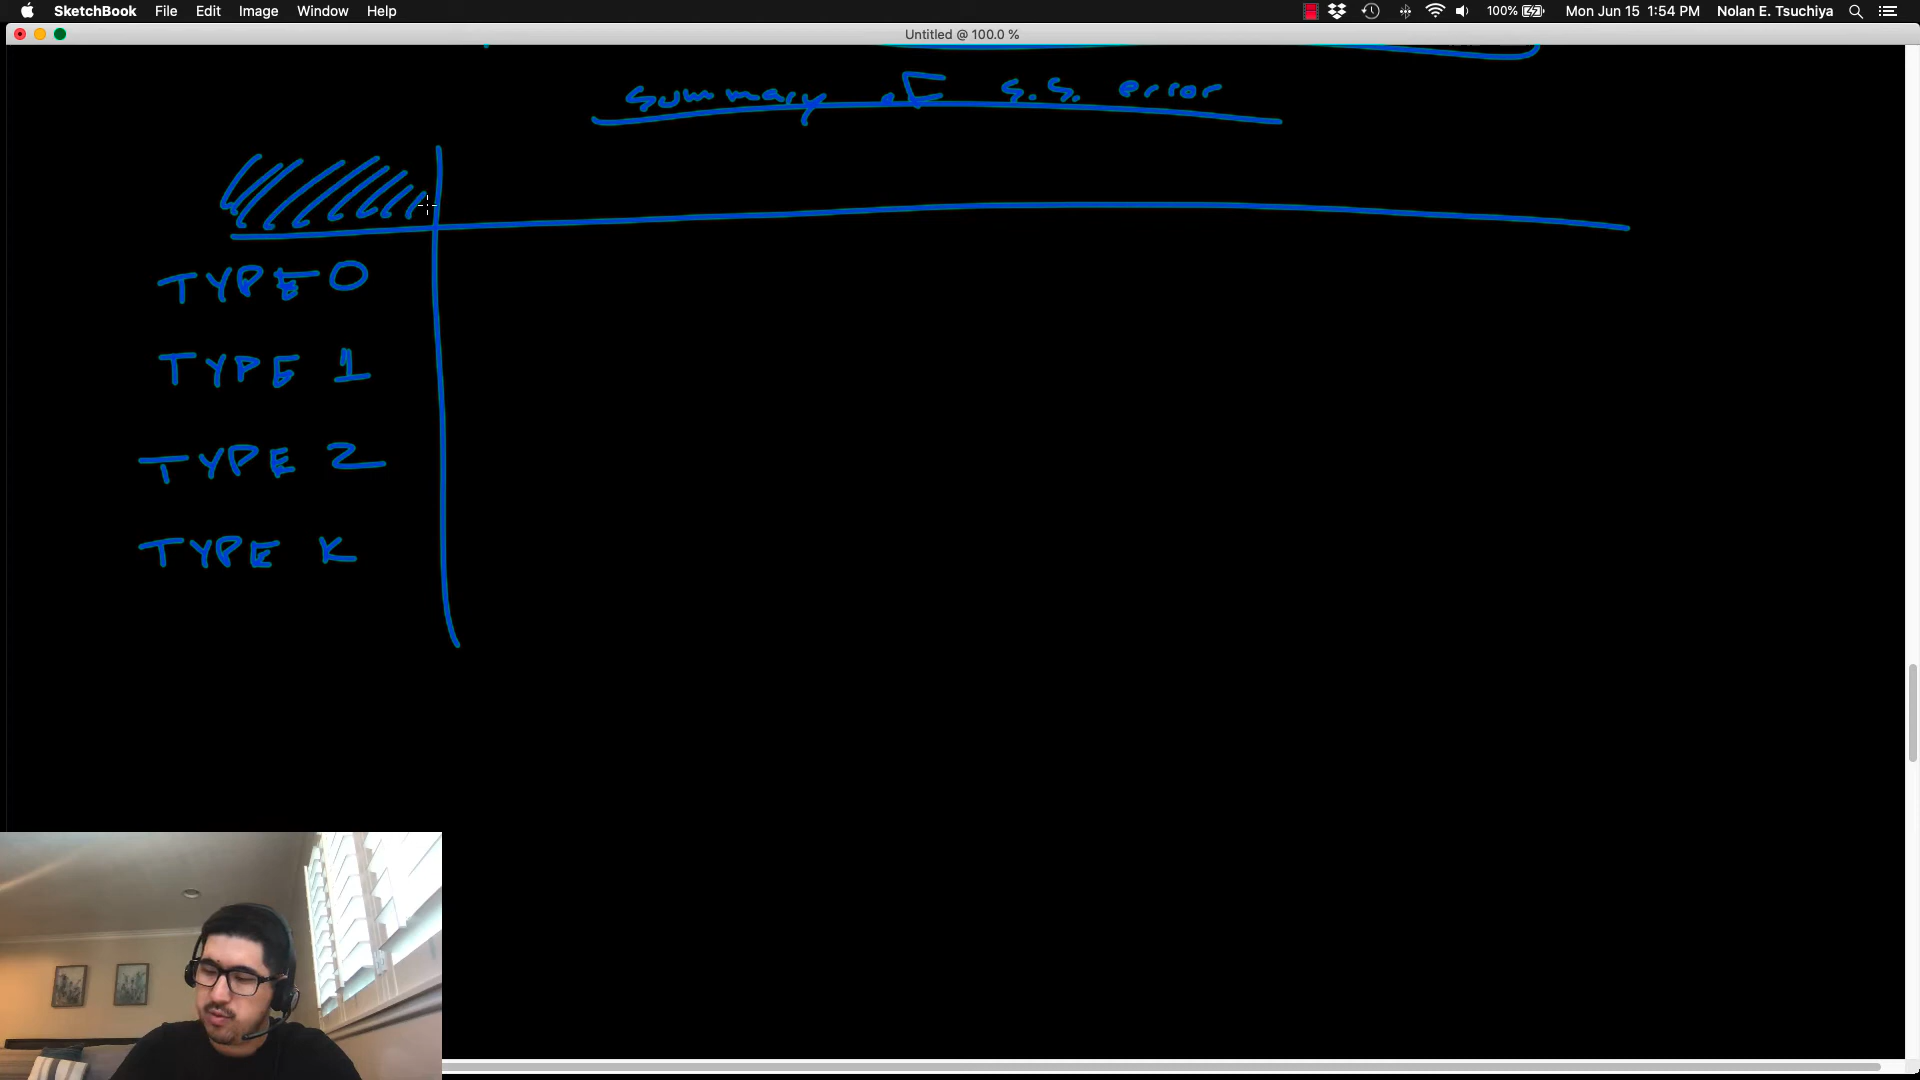 SketchBook File Edit Image Window Help 100% Mon Jun 15 1:54 PM Nolan E. Tsuchiya
Untitled @ 100.0 %
Summary of s.s. error
TYPE 0
TYPE 1
TYPE 2
TYPE K